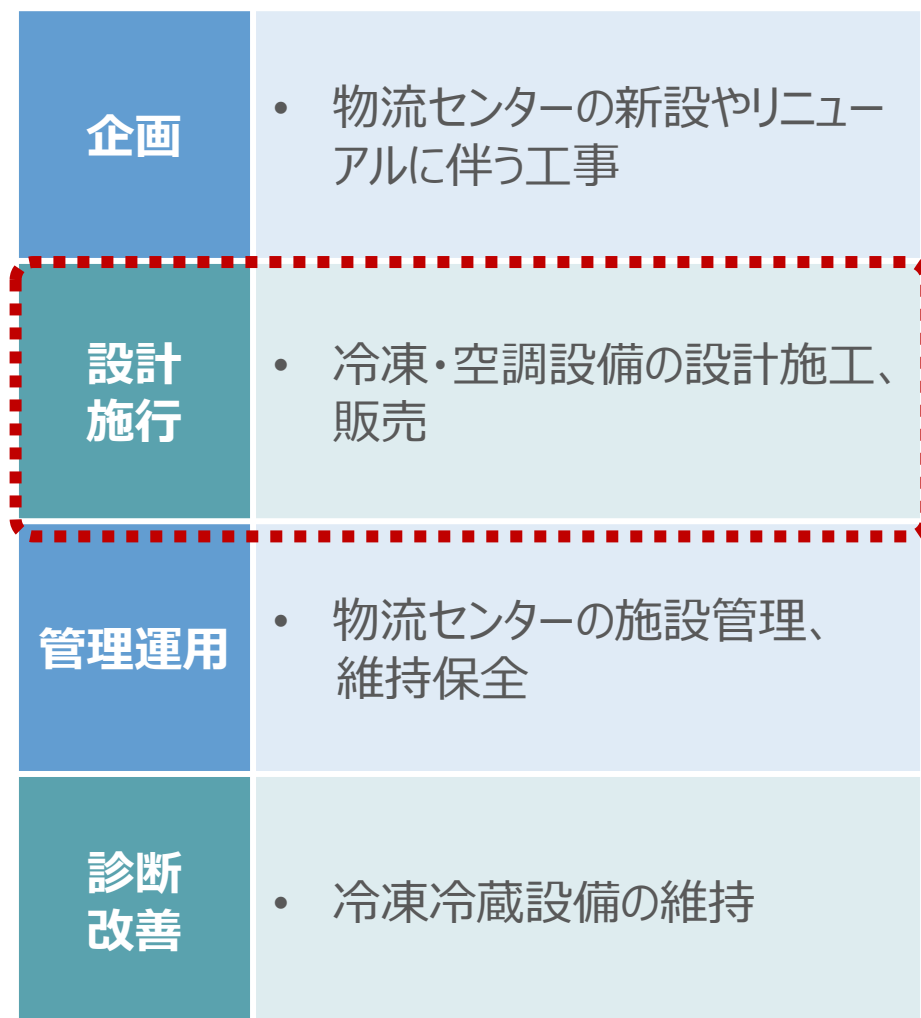 企画
• 物流センターの新設やリニュー
アルに伴う工事
設計
施行
• 冷凍・空調設備の設計施工、
販売
管理運用
• 物流センターの施設管理、
維持保全
診断
改善
• 冷凍冷蔵設備の維持